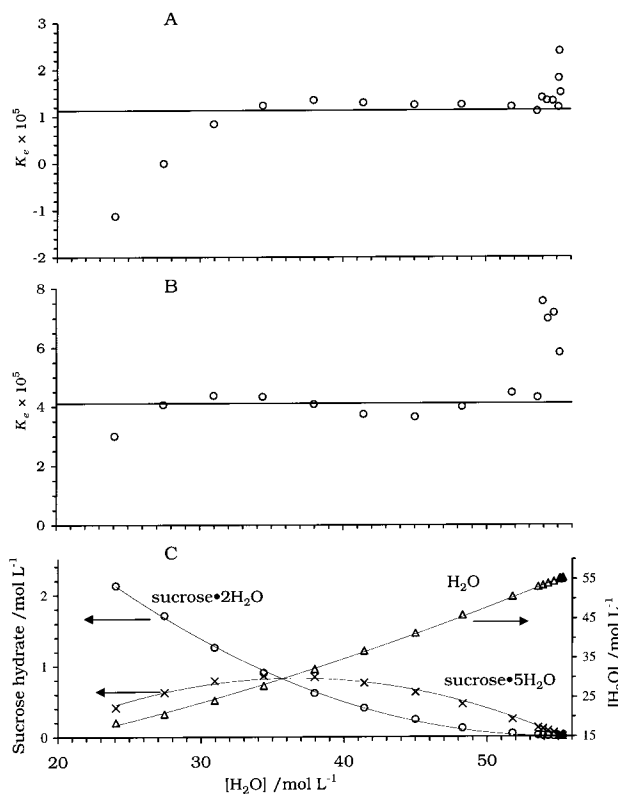 A
3
2
1
0
-1
-2
K_e × 10^5
B
8
6
4
2
0
K_e × 10^5
C
sucrose•2H₂O
H₂O
sucrose•5H₂O
2
1
0
Sucrose hydrate /mol L⁻¹
55
45
35
25
15
[H₂O] /mol L⁻¹
20 30 40 50
[H₂O] /mol L⁻¹